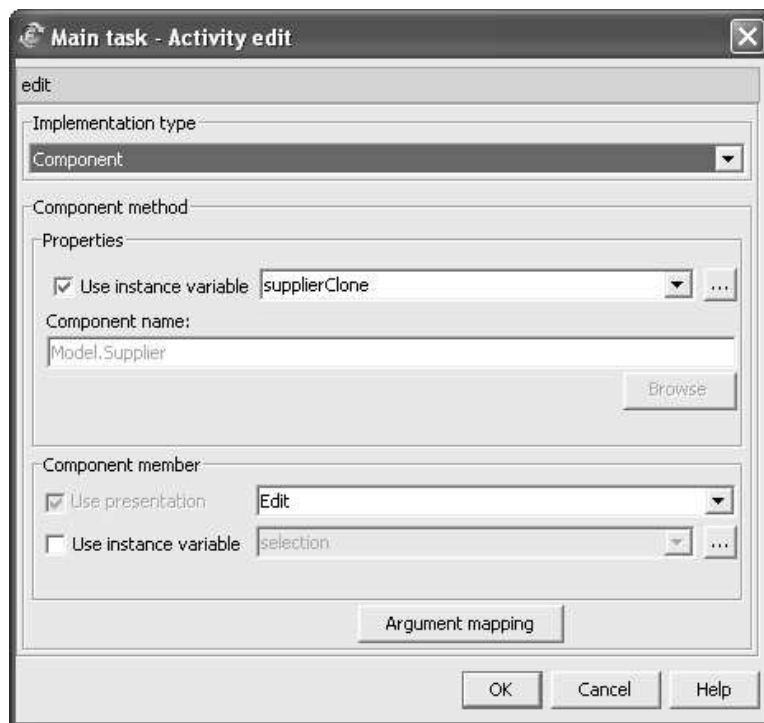 Main task - Activity edit
edit
Implementation type
Component
Component method
Properties
Use instance variable supplierClone ...
Component name:
Model.Supplier
Browse
Component member
Use presentation Edit
Use instance variable selection ...
Argument mapping
OK Cancel Help